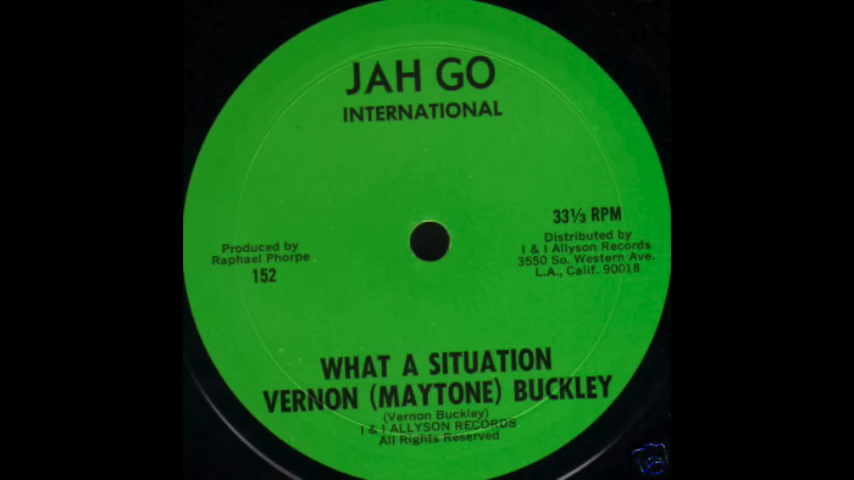 JAH GO
INTERNATIONAL
33⅓ RPM
Distributed by
I & I Allyson Records
3550 So. Western Ave.
L.A., Calif. 90018
Produced by
Raphael Phorpe
152
WHAT A SITUATION
VERNON (MAYTONE) BUCKLEY
(Vernon Buckley)
I & I ALLYSON RECORDS
All Rights Reserved